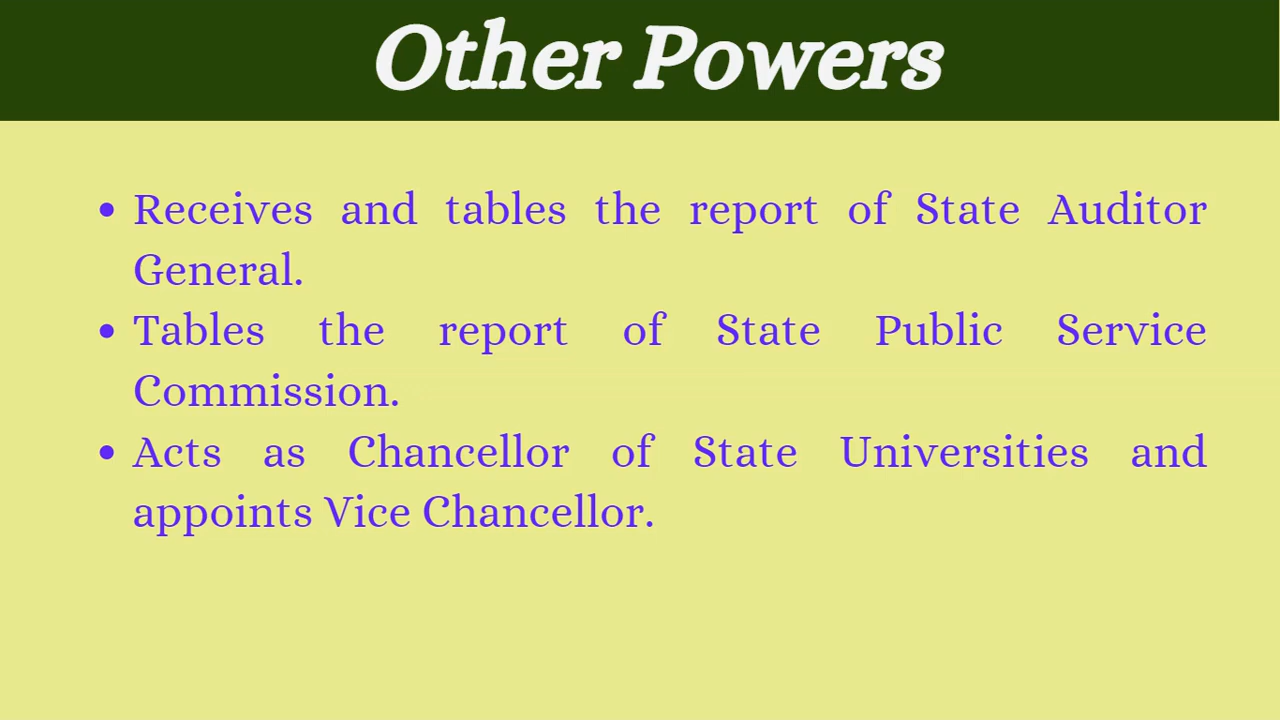 Other Powers
• Receives and tables the report of State Auditor
General.
• Tables the report of State Public Service
Commission.
• Acts as Chancellor of State Universities and
appoints Vice Chancellor.